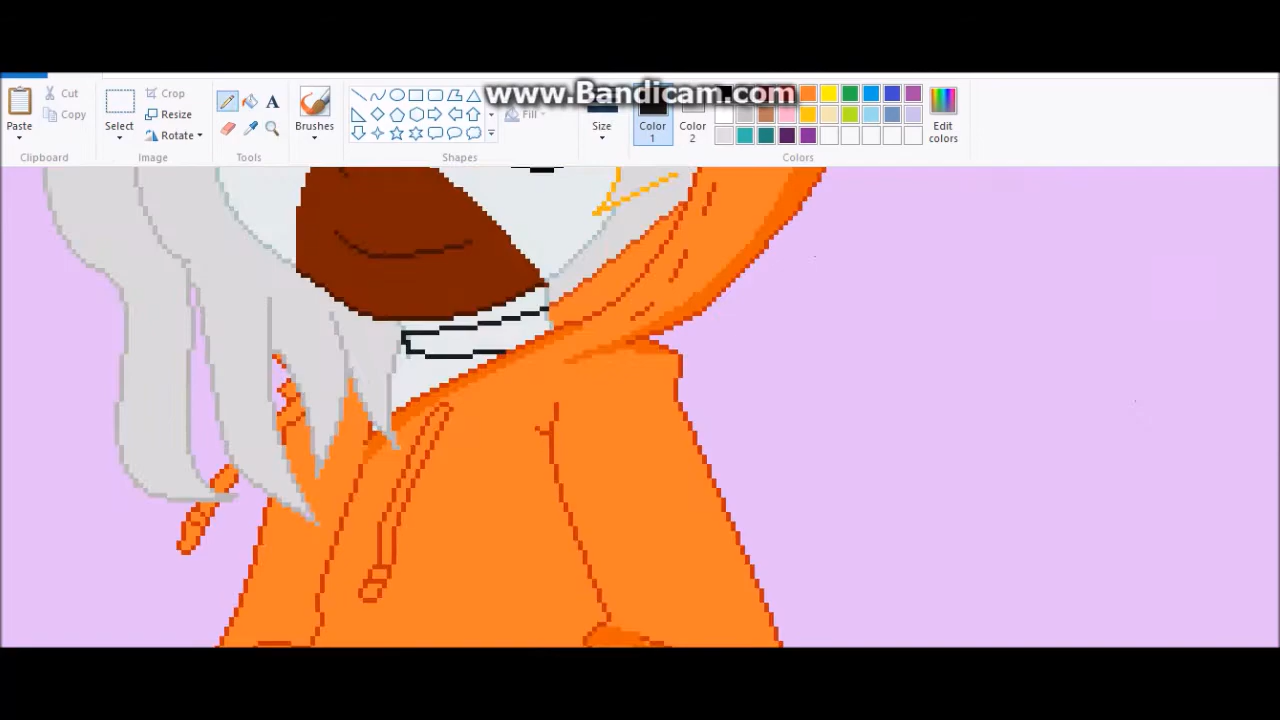 www.Bandicam.com
Cut
Copy
Paste
Clipboard
Crop
Resize
Rotate
Select
Image
A
Tools
Brushes
Fill
Shapes
Size
Color
1
Color
2
Edit
colors
Colors